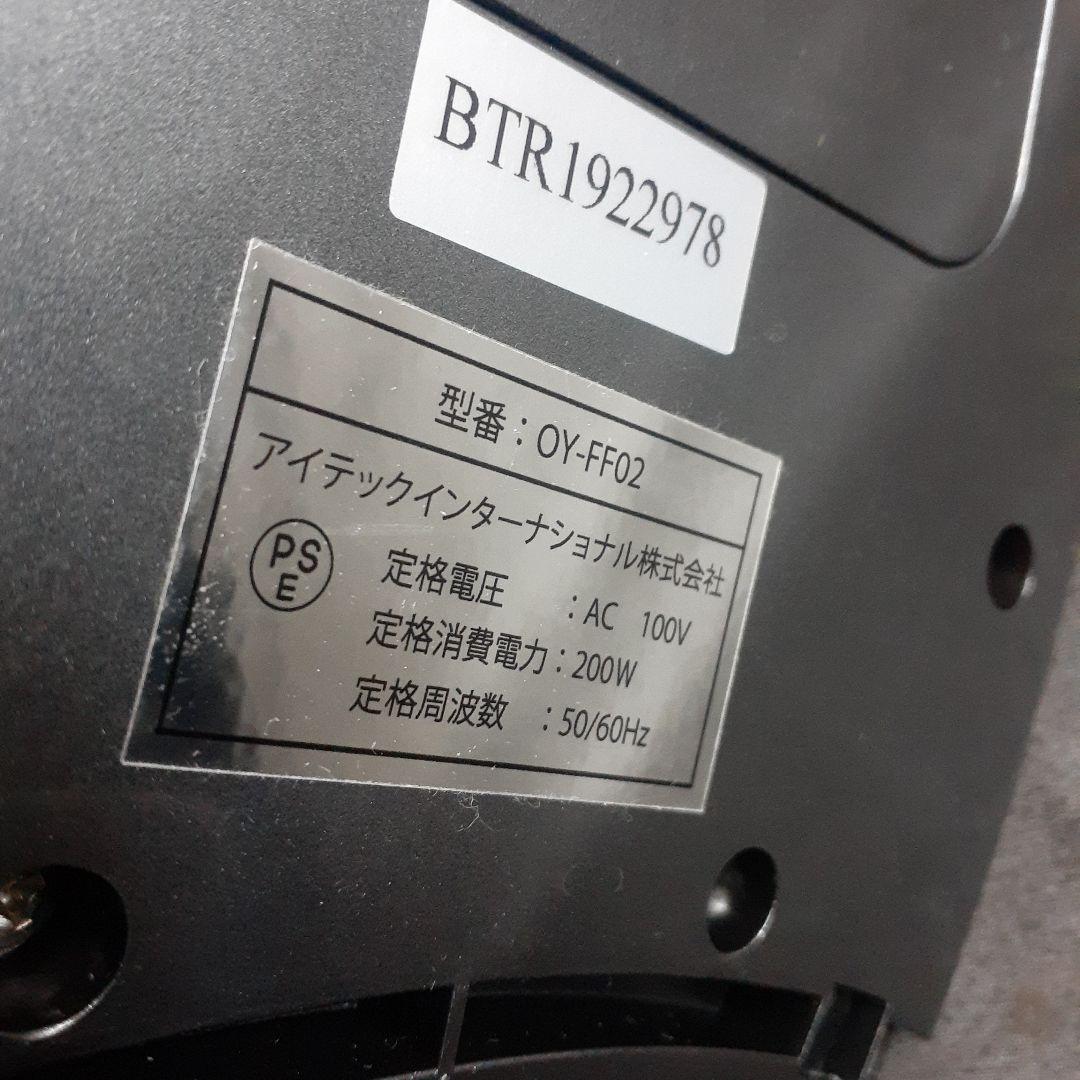 BTR1922978
型番：OY-FF02
アイテックインターナショナル株式会社
PS
E
定格電圧　：AC　100V
定格消費電力：200W
定格周波数　：50/60Hz